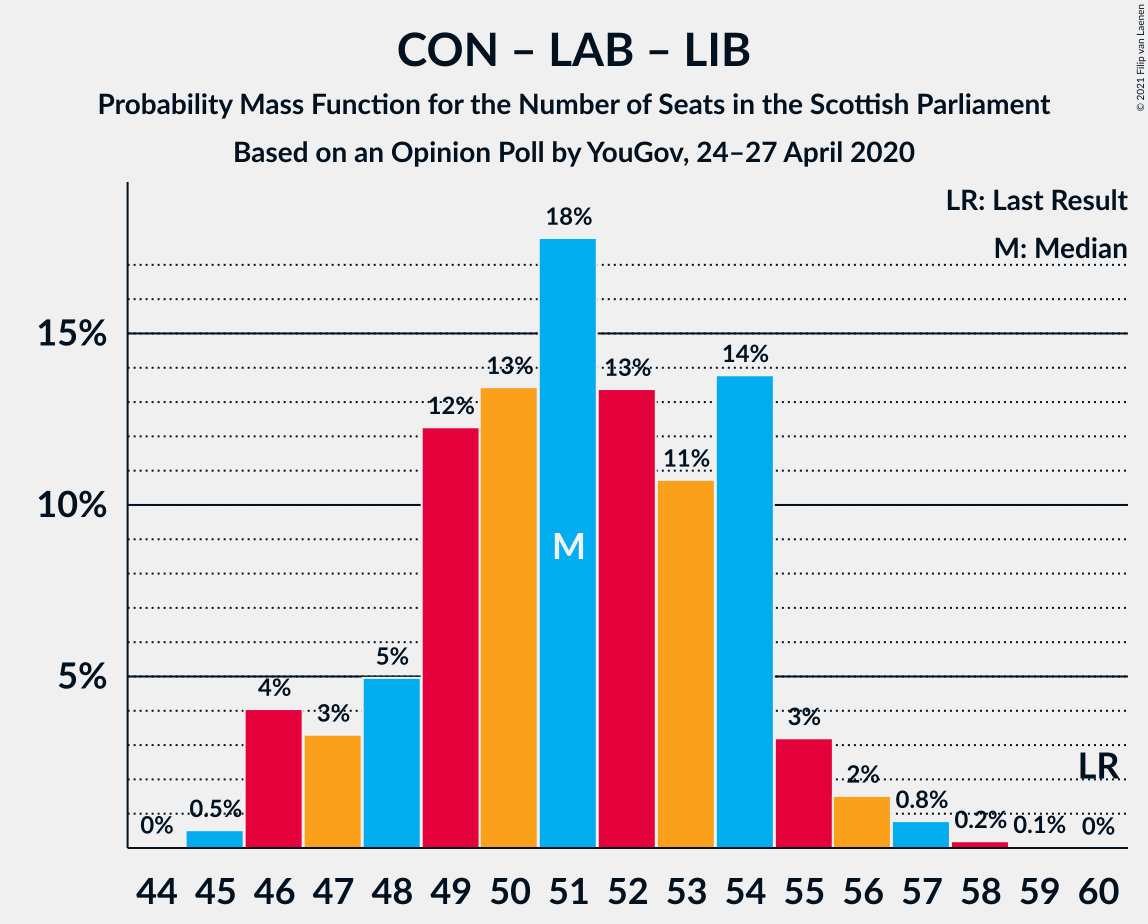 CON – LAB – LIB
Probability Mass Function for the Number of Seats in the Scottish Parliament
Based on an Opinion Poll by YouGov, 24–27 April 2020
© 2021 Filip van Laenen
LR: Last Result
M: Median
15%
10%
5%
0%
0.5%
4%
3%
5%
12%
13%
18%
13%
11%
14%
3%
2%
0.8%
0.2%
0.1%
0%
M
LR
44 45 46 47 48 49 50 51 52 53 54 55 56 57 58 59 60